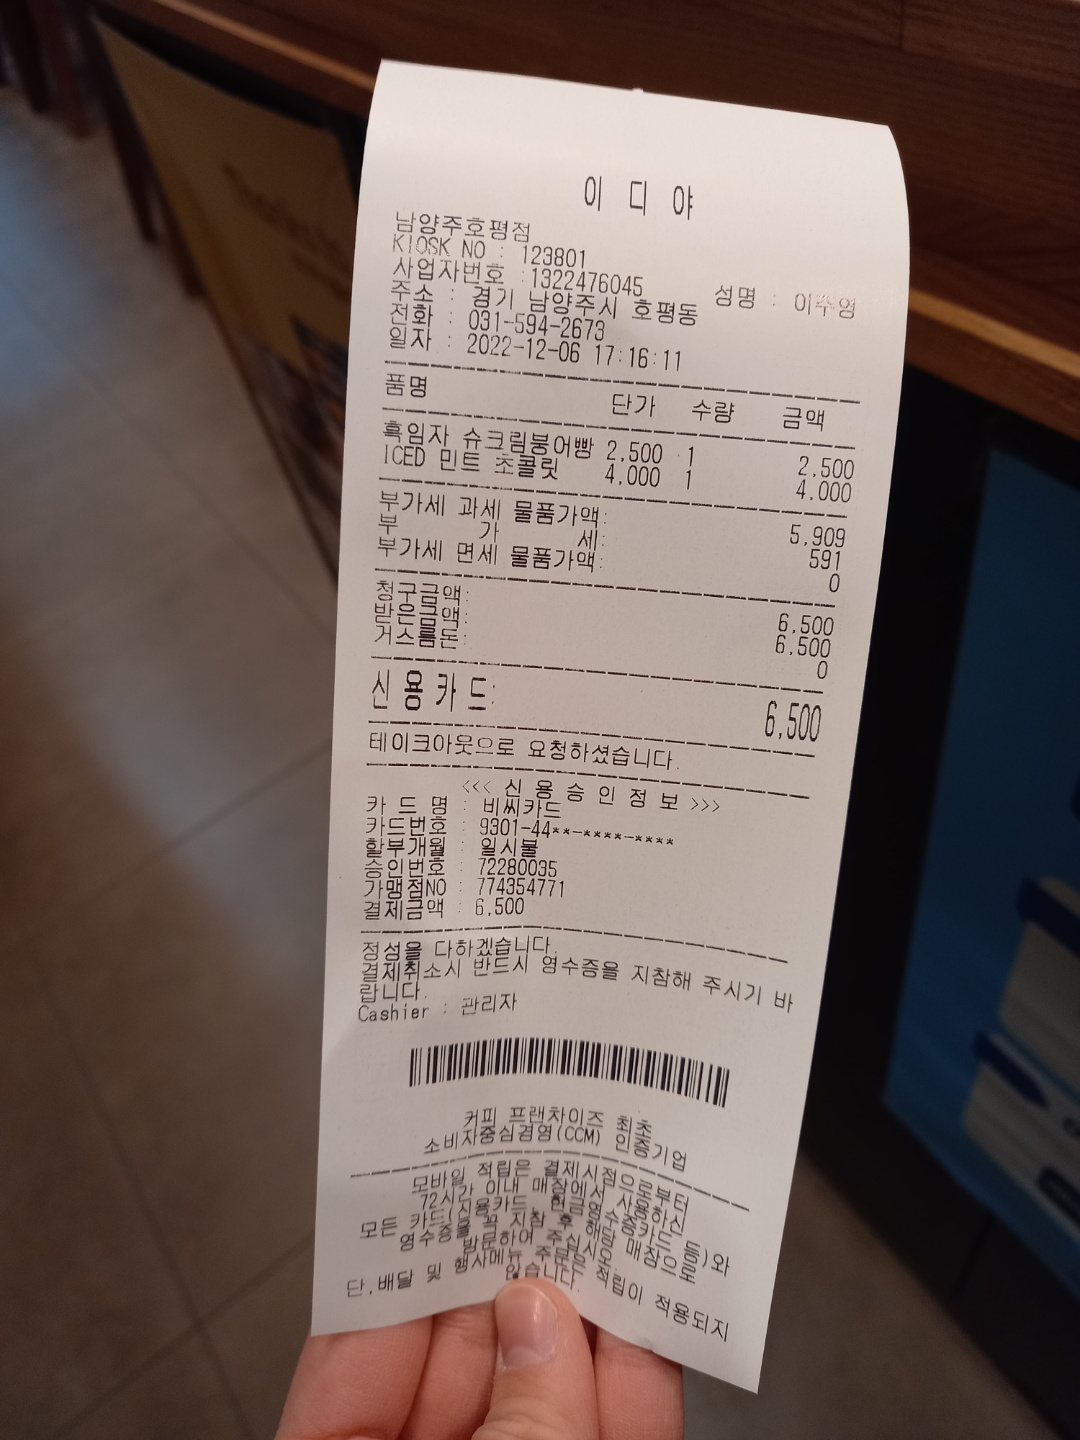 이 디 야
남양주호평점
KIOSK NO : 123801
사업자번호 :1322476045 성명 : 이주영
주소 : 경기 남양주시 호평동
전화 : 031-594-2673
일자 : 2022-12-06 17:16:11
품명 단가 수량 금액
흑임자 슈크림붕어빵 2,500 1 2,500
ICED 민트 초콜릿 4,000 1 4,000
부가세 과세 물품가액: 5,909
부 가 세: 591
부가세 면세 물품가액: 0
청구금액: 6,500
받은금액: 6,500
거스름돈: 0
신용카드: 6,500
테이크아웃으로 요청하셨습니다.
<<< 신 용 승 인 정 보 >>>
카 드 명 : 비씨카드
카드번호 : 9301-44**-****-****
할부개월 : 일시불
승인번호 : 72280035
가맹점NO : 774354771
결제금액 : 6,500
정성을 다하겠습니다.
결제취소시 반드시 영수증을 지참해 주시기 바
랍니다.
Cashier : 관리자
커피 프랜차이즈 최초
소비자중심경영(CCM) 인증기업
모바일 적립은 결제시점으로부터
72시간 이내 매장에서 사용하신
모든 카드(신용카드, 현금영수증카드 등)와
영수증을 지참 후 해당 매장으로
방문하여 주십시오.
단,배달 및 행사메뉴 주문은 적립이 적용되지
않습니다.